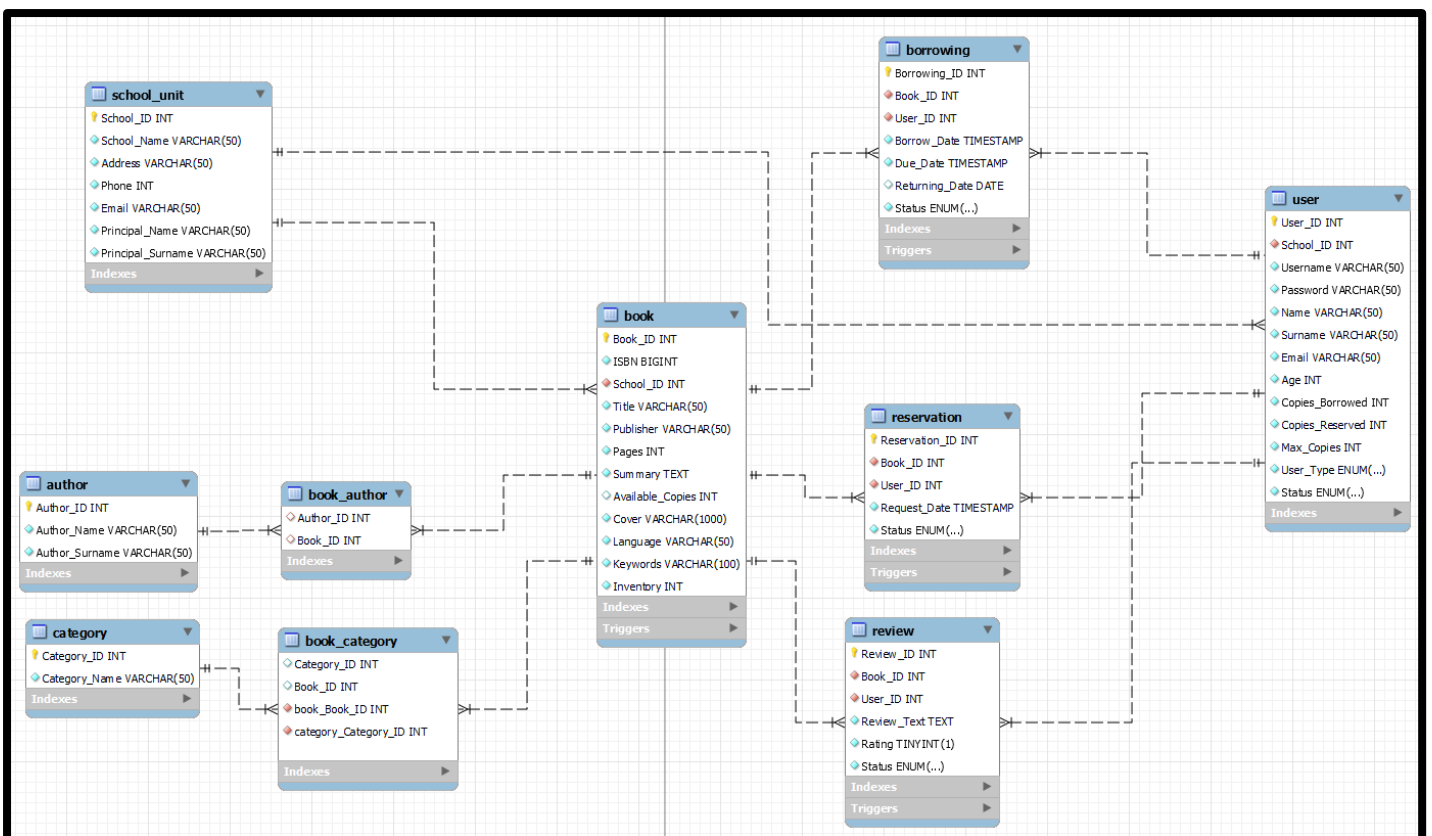 school_unit
School_ID INT
School_Name VARCHAR(50)
Address VARCHAR(50)
Phone INT
Email VARCHAR(50)
Principal_Name VARCHAR(50)
Principal_Surname VARCHAR(50)
Indexes
borrowing
Borrowing_ID INT
Book_ID INT
User_ID INT
Borrow_Date TIMESTAMP
Due_Date TIMESTAMP
Returning_Date DATE
Status ENUM(...)
Indexes
Triggers
user
User_ID INT
School_ID INT
Username VARCHAR(50)
Password VARCHAR(50)
Name VARCHAR(50)
Surname VARCHAR(50)
Email VARCHAR(50)
Age INT
Copies_Borrowed INT
Copies_Reserved INT
Max_Copies INT
User_Type ENUM(...)
Status ENUM(...)
Indexes
book
Book_ID INT
ISBN BIGINT
School_ID INT
Title VARCHAR(50)
Publisher VARCHAR(50)
Pages INT
Summary TEXT
Available_Copies INT
Cover VARCHAR(1000)
Language VARCHAR(50)
Keywords VARCHAR(100)
Inventory INT
Indexes
Triggers
reservation
Reservation_ID INT
Book_ID INT
User_ID INT
Request_Date TIMESTAMP
Status ENUM(...)
Indexes
Triggers
author
Author_ID INT
Author_Name VARCHAR(50)
Author_Surname VARCHAR(50)
Indexes
book_author
Author_ID INT
Book_ID INT
Indexes
category
Category_ID INT
Category_Name VARCHAR(50)
Indexes
book_category
Category_ID INT
Book_ID INT
book_Book_ID INT
category_Category_ID INT
Indexes
review
Review_ID INT
Book_ID INT
User_ID INT
Review_Text TEXT
Rating TINYINT(1)
Status ENUM(...)
Indexes
Triggers